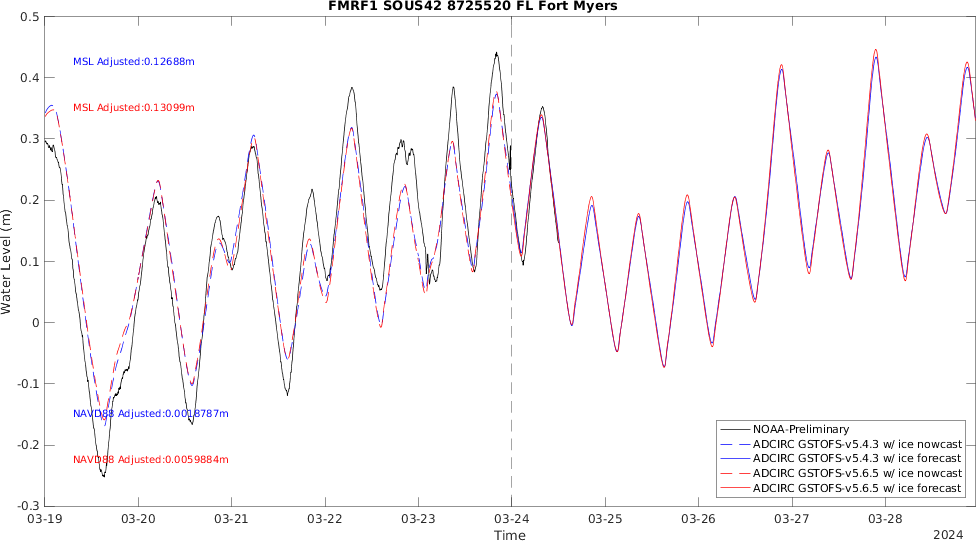 FMRF1 SOUS42 8725520 FL Fort Myers
0.5
0.4
0.3
0.2
0.1
0
-0.1
-0.2
-0.3
Water Level (m)
MSL Adjusted:0.12688m
MSL Adjusted:0.13099m
NAVD88 Adjusted:0.0018787m
NAVD88 Adjusted:0.0059884m
NOAA-Preliminary
ADCIRC GSTOFS-v5.4.3 w/ ice nowcast
ADCIRC GSTOFS-v5.4.3 w/ ice forecast
ADCIRC GSTOFS-v5.6.5 w/ ice nowcast
ADCIRC GSTOFS-v5.6.5 w/ ice forecast
03-19 03-20 03-21 03-22 03-23 03-24 03-25 03-26 03-27 03-28
Time
2024